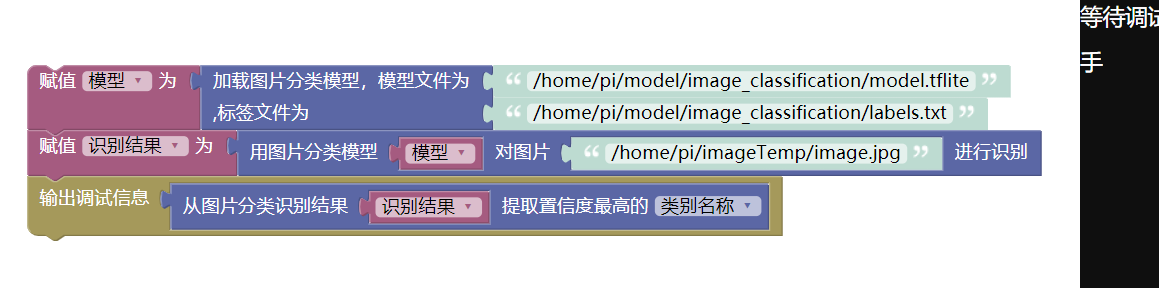 赋值 模型 为 加载图片分类模型，模型文件为 “ /home/pi/model/image_classification/model.tflite ”
,标签文件为 “ /home/pi/model/image_classification/labels.txt ”
赋值 识别结果 为 用图片分类模型 模型 对图片 “ /home/pi/imageTemp/image.jpg ” 进行识别
输出调试信息 从图片分类识别结果 识别结果 提取置信度最高的 类别名称
等待调试
手